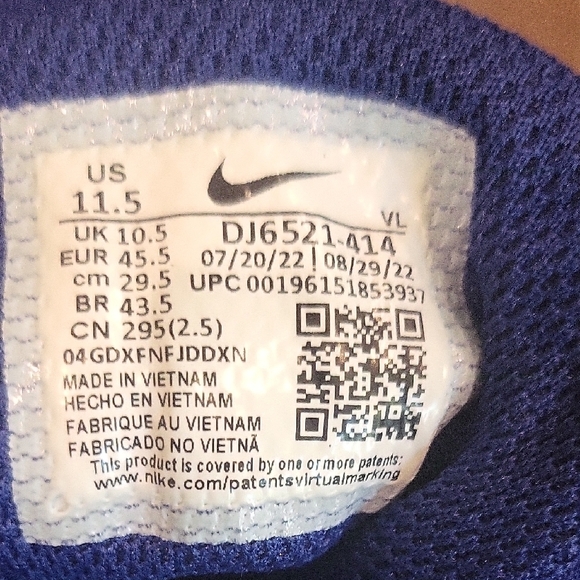 US
11.5
UK 10.5
EUR 45.5
cm 29.5
BR 43.5
CN 295(2.5)
VL
DJ6521-414
07/20/22 | 08/29/22
UPC 00196151853937
04GDXFNFJDDXN
MADE IN VIETNAM
HECHO EN VIETNAM
FABRIQUE AU VIETNAM
FABRICADO NO VIETNÃ
This product is covered by one or more patents:
www.nike.com/patentsvirtualmarking